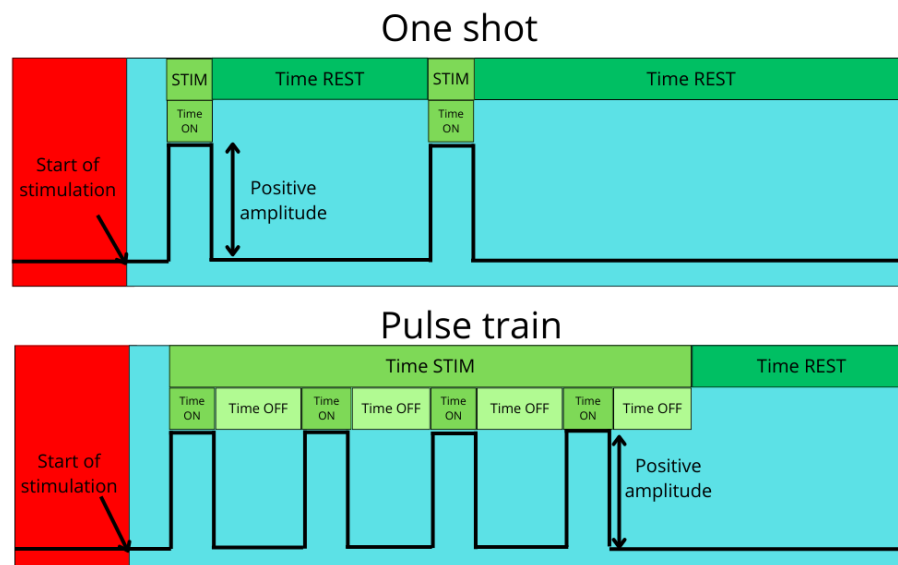 One shot
STIM
Time REST
STIM
Time REST
Time
ON
Time
ON
Start of
stimulation
Positive
amplitude
Pulse train
Time STIM
Time REST
Time
ON
Time OFF
Time
ON
Time OFF
Time
ON
Time OFF
Time
ON
Time OFF
Start of
stimulation
Positive
amplitude